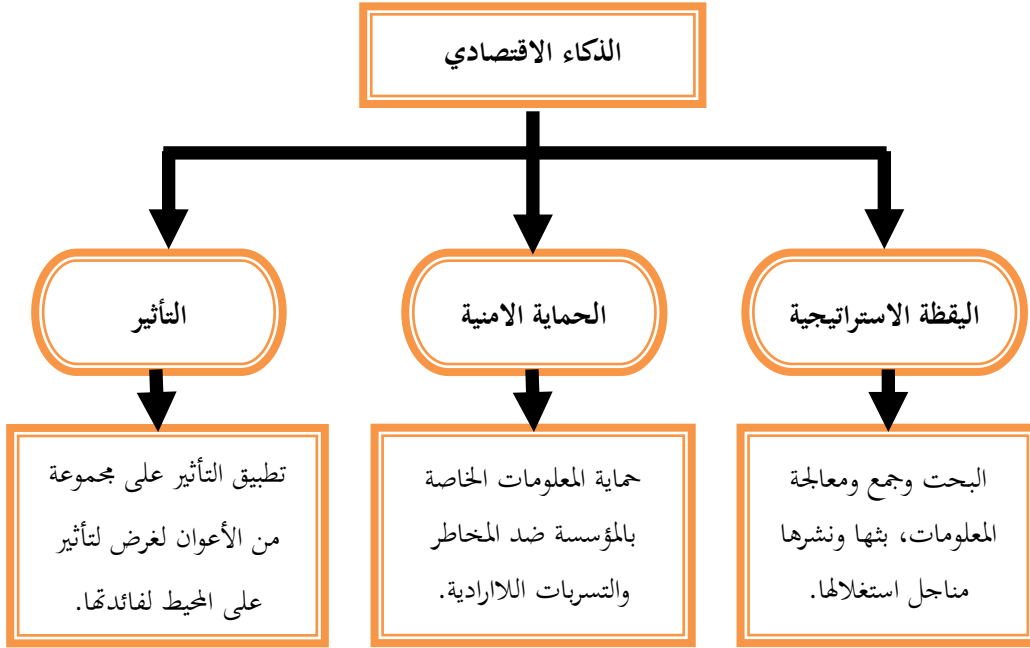 الذكاء الاقتصادي
اليقظة الاستراتيجية
الحماية الامنية
التأثير
البحت وجمع ومعالجة
المعلومات، بثها ونشرها
مناجل استغلالها.
حماية المعلومات الخاصة
بالمؤسسة ضد المخاطر
والتسربات اللاارادية.
تطبيق التأثير على مجموعة
من الأعوان لغرض لتأثير
على المحيط لفائدتها.